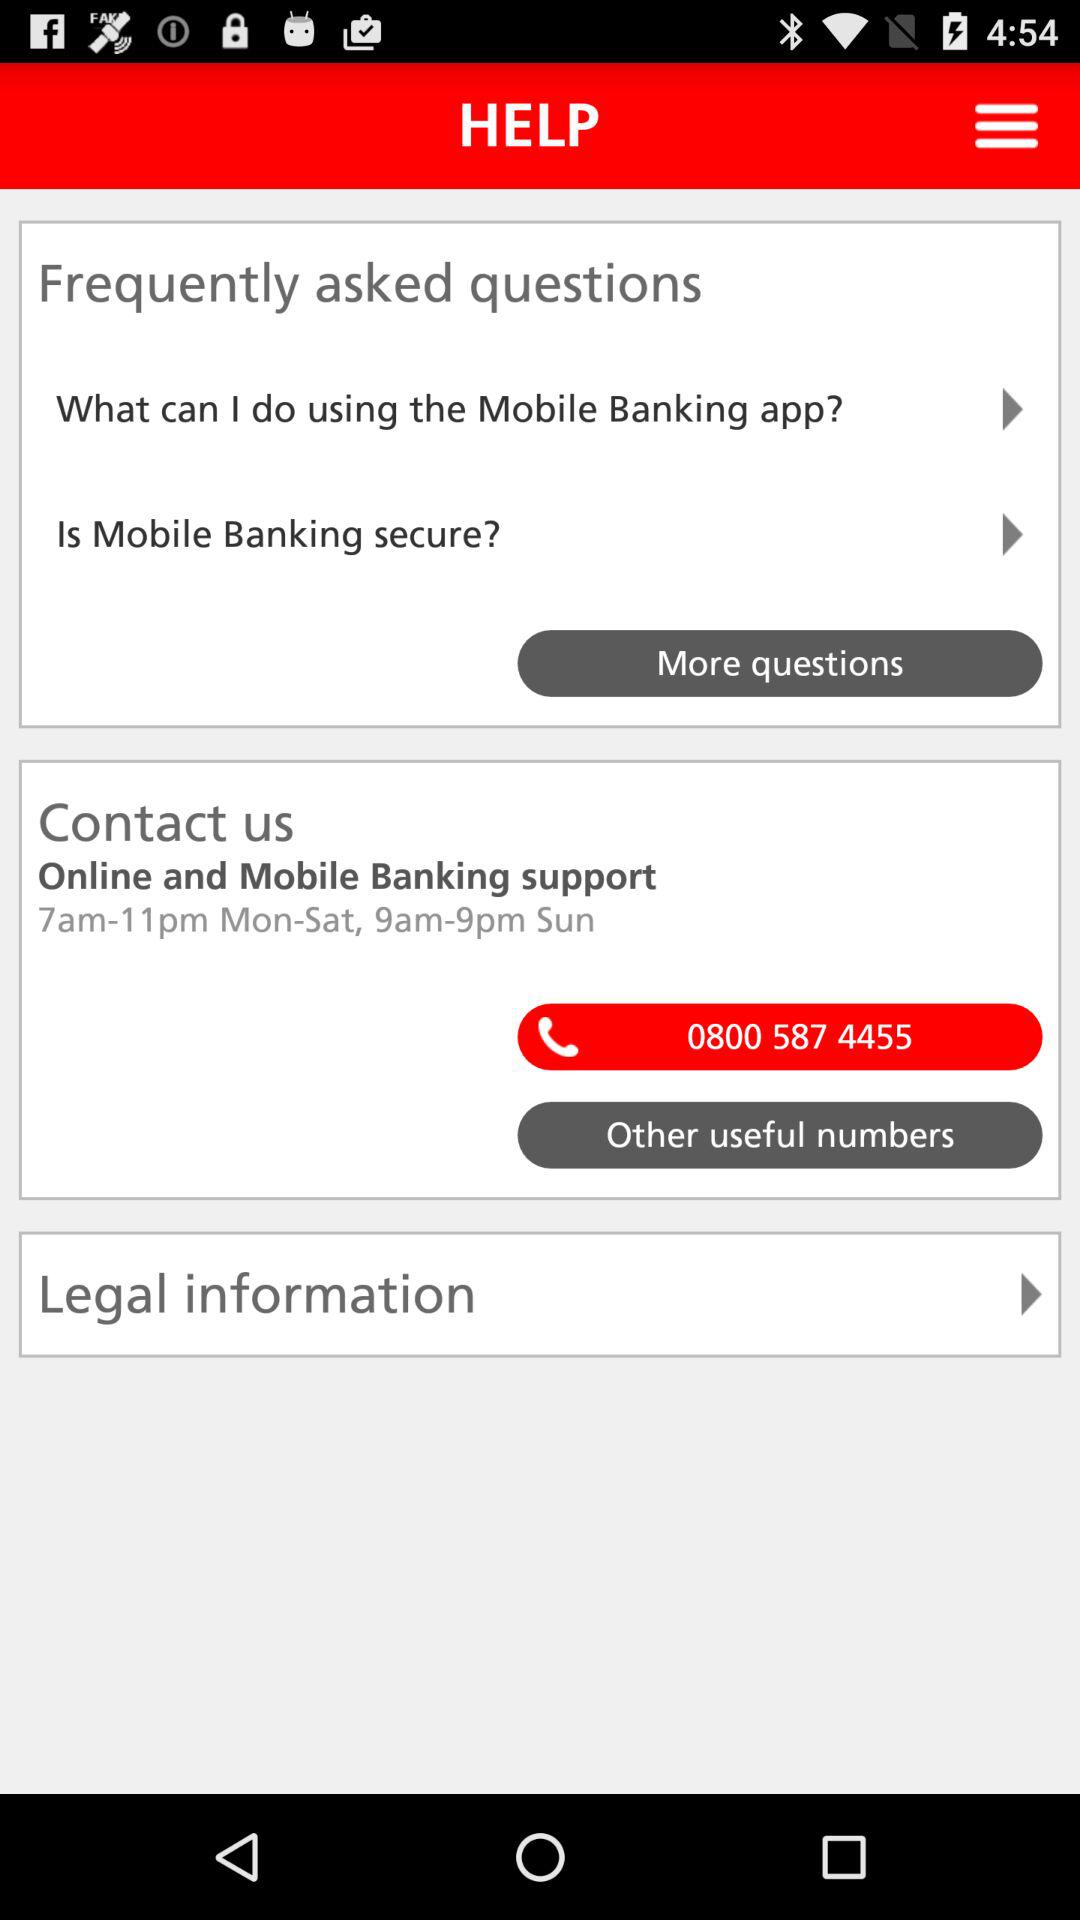 FAKE
4:54
HELP
Frequently asked questions
What can I do using the Mobile Banking app?
Is Mobile Banking secure?
More questions
Contact us
Online and Mobile Banking support
7am-11pm Mon-Sat, 9am-9pm Sun
0800 587 4455
Other useful numbers
Legal information